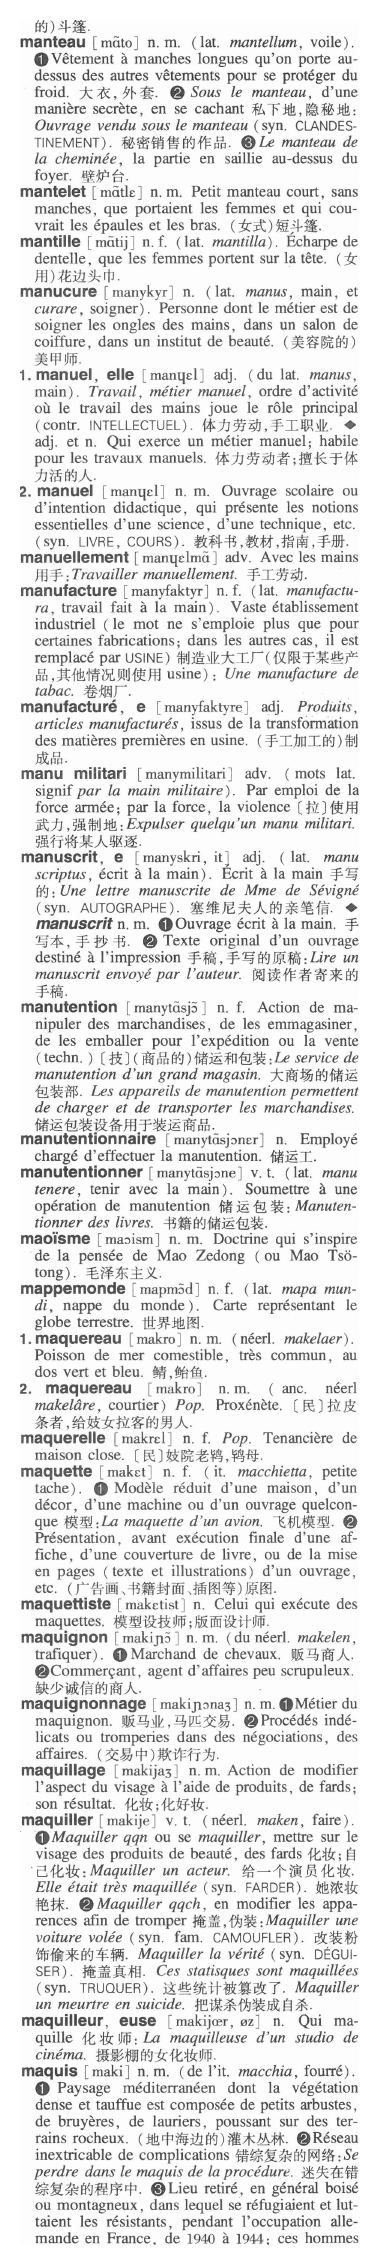 的)斗篷.
manteau [mɑ̃to] n. m. (lat. mantellum, voile).
❶Vêtement à manches longues qu'on porte au-
dessus des autres vêtements pour se protéger du
froid. 大衣,外套. ❷ Sous le manteau, d'une
manière secrète, en se cachant 私下地,隐秘地:
Ouvrage vendu sous le manteau (syn. CLANDES-
TINEMENT). 秘密销售的作品. ❸Le manteau de
la cheminée, la partie en saillie au-dessus du
foyer. 壁炉台.
mantelet [mɑ̃tlɛ] n. m. Petit manteau court, sans
manches, que portaient les femmes et qui cou-
vrait les épaules et les bras. (女式)短斗篷.
mantille [mɑ̃tij] n. f. (lat. mantilla). Écharpe de
dentelle, que les femmes portent sur la tête. (女
用)花边头巾.
manucure [manykyr] n. (lat. manus, main, et
curare, soigner). Personne dont le métier est de
soigner les ongles des mains, dans un salon de
coiffure, dans un institut de beauté. (美容院的)
美甲师.
1. manuel, elle [manɥɛl] adj. (du lat. manus,
main). Travail, métier manuel, ordre d'activité
où le travail des mains joue le rôle principal
(contr. INTELLECTUEL). 体力劳动,手工职业. ◆
adj. et n. Qui exerce un métier manuel; habile
pour les travaux manuels. 体力劳动者;擅长于体
力活的人.
2. manuel [manɥɛl] n. m. Ouvrage scolaire ou
d'intention didactique, qui présente les notions
essentielles d'une science, d'une technique, etc.
(syn. LIVRE, COURS). 教科书,教材,指南,手册.
manuellement [manɥɛlmɑ̃] adv. Avec les mains
用手:Travailler manuellement. 手工劳动.
manufacture [manyfaktyr] n. f. (lat. manufactu-
ra, travail fait à la main). Vaste établissement
industriel (le mot ne s'emploie plus que pour
certaines fabrications; dans les autres cas, il est
remplacé par USINE) 制造业大工厂(仅限于某些产
品,其他情况则使用 usine): Une manufacture de
tabac. 卷烟厂.
manufacturé, e [manyfaktyre] adj. Produits,
articles manufacturés, issus de la transformation
des matières premières en usine. (手工加工的)制
成品.
manu militari [manymilitari] adv. (mots lat.
signif par la main militaire). Par emploi de la
force armée; par la force, la violence [拉]使用
武力,强制地:Expulser quelqu'un manu militari.
强行将某人驱逐.
manuscrit, e [manyskri, it] adj. (lat. manu
scriptus, écrit à la main). Écrit à la main 手写
的:Une lettre manuscrite de Mme de Sévigné
(syn. AUTOGRAPHE). 塞维尼夫人的亲笔信. ◆
manuscrit n. m. ❶Ouvrage écrit à la main. 手
写本,手抄书. ❷ Texte original d'un ouvrage
destiné à l'impression 手稿,手写的原稿:Lire un
manuscrit envoyé par l'auteur. 阅读作者寄来的
手稿.
manutention [manytɑ̃sjɔ̃] n. f. Action de ma-
nipuler des marchandises, de les emmagasiner,
de les emballer pour l'expédition ou la vente
(techn.) [技](商品的)储运和包装:Le service de
manutention d'un grand magasin. 大商场的储运
包装部. Les appareils de manutention permettent
de charger et de transporter les marchandises.
储运包装设备用于装运商品.
manutentionnaire [manytɑ̃sjɔnɛr] n. Employé
chargé d'effectuer la manutention. 储运工.
manutentionner [manytɑ̃sjɔne] v. t. (lat. manu
tenere, tenir avec la main). Soumettre à une
opération de manutention 储运包装: Manuten-
tionner des livres. 书籍的储运包装.
maoïsme [maɔism] n. m. Doctrine qui s'inspire
de la pensée de Mao Zedong (ou Mao Tsö-
tong). 毛泽东主义.
mappemonde [mapmɔ̃d] n. f. (lat. mapa mun-
di, nappe du monde). Carte représentant le
globe terrestre. 世界地图.
1. maquereau [makro] n. m. (néerl. makelaer).
Poisson de mer comestible, très commun, au
dos vert et bleu. 鲭,鲐鱼.
2. maquereau [makro] n. m. (anc. néerl
makelâre, courtier) Pop. Proxénète. [民]拉皮
条者,给妓女拉客的男人.
maquerelle [makrɛl] n. f. Pop. Tenancière de
maison close. [民]妓院老鸨,鸨母.
maquette [makɛt] n. f. (it. macchietta, petite
tache). ❶ Modèle réduit d'une maison, d'un
décor, d'une machine ou d'un ouvrage quelcon-
que 模型:La maquette d'un avion. 飞机模型. ❷
Présentation, avant exécution finale d'une af-
fiche, d'une couverture de livre, ou de la mise
en pages (texte et illustrations) d'un ouvrage,
etc. (广告画、书籍封面、插图等)原图.
maquettiste [maketist] n. Celui qui exécute des
maquettes. 模型设技师;版面设计师.
maquignon [makiɲɔ̃] n. m. (du néerl. makelen,
trafiquer). ❶Marchand de chevaux. 贩马商人.
❷Commerçant, agent d'affaires peu scrupuleux.
缺少诚信的商人.
maquignonnage [makiɲɔnaʒ] n. m. ❶Métier du
maquignon. 贩马业,马匹交易. ❷Procédés indé-
licats ou tromperies dans des négociations, des
affaires. (交易中)欺诈行为.
maquillage [makijaʒ] n. m. Action de modifier
l'aspect du visage à l'aide de produits, de fards;
son résultat. 化妆;化好妆.
maquiller [makije] v. t. (néerl. maken, faire).
❶Maquiller qqn ou se maquiller, mettre sur le
visage des produits de beauté, des fards 化妆;自
己化妆:Maquiller un acteur. 给一个演员化妆.
Elle était très maquillée (syn. FARDER). 她浓妆
艳抹. ❷Maquiller qqch, en modifier les appa-
rences afin de tromper 掩盖,伪装:Maquiller une
voiture volée (syn. fam. CAMOUFLER). 改装粉
饰偷来的车辆. Maquiller la vérité (syn. DÉGUI-
SER). 掩盖真相. Ces statisques sont maquillées
(syn. TRUQUER). 这些统计被篡改了. Maquiller
un meurtre en suicide. 把谋杀伪装成自杀.
maquilleur, euse [makijœr, øz] n. Qui ma-
quille 化妆师: La maquilleuse d'un studio de
cinéma. 摄影棚的女化妆师.
maquis [maki] n. m. (de l'it. macchia, fourré).
❶ Paysage méditerranéen dont la végétation
dense et tauffue est composée de petits arbustes,
de bruyères, de lauriers, poussant sur des ter-
rains rocheux. (地中海边的)灌木丛林. ❷Réseau
inextricable de complications 错综复杂的网络:Se
perdre dans le maquis de la procédure. 迷失在错
综复杂的程序中. ❸Lieu retiré, en général boisé
ou montagneux, dans lequel se réfugiaient et lut-
taient les résistants, pendant l'occupation alle-
mande en France, de 1940 à 1944; ces hommes